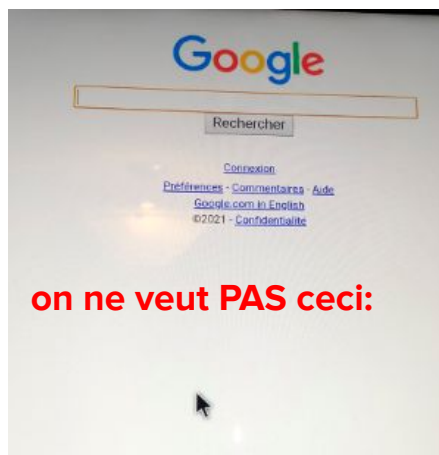 Google
Rechercher
Connexion
Préférences - Commentaires - Aide
Google.com in English
©2021 - Confidentialité
on ne veut PAS ceci: